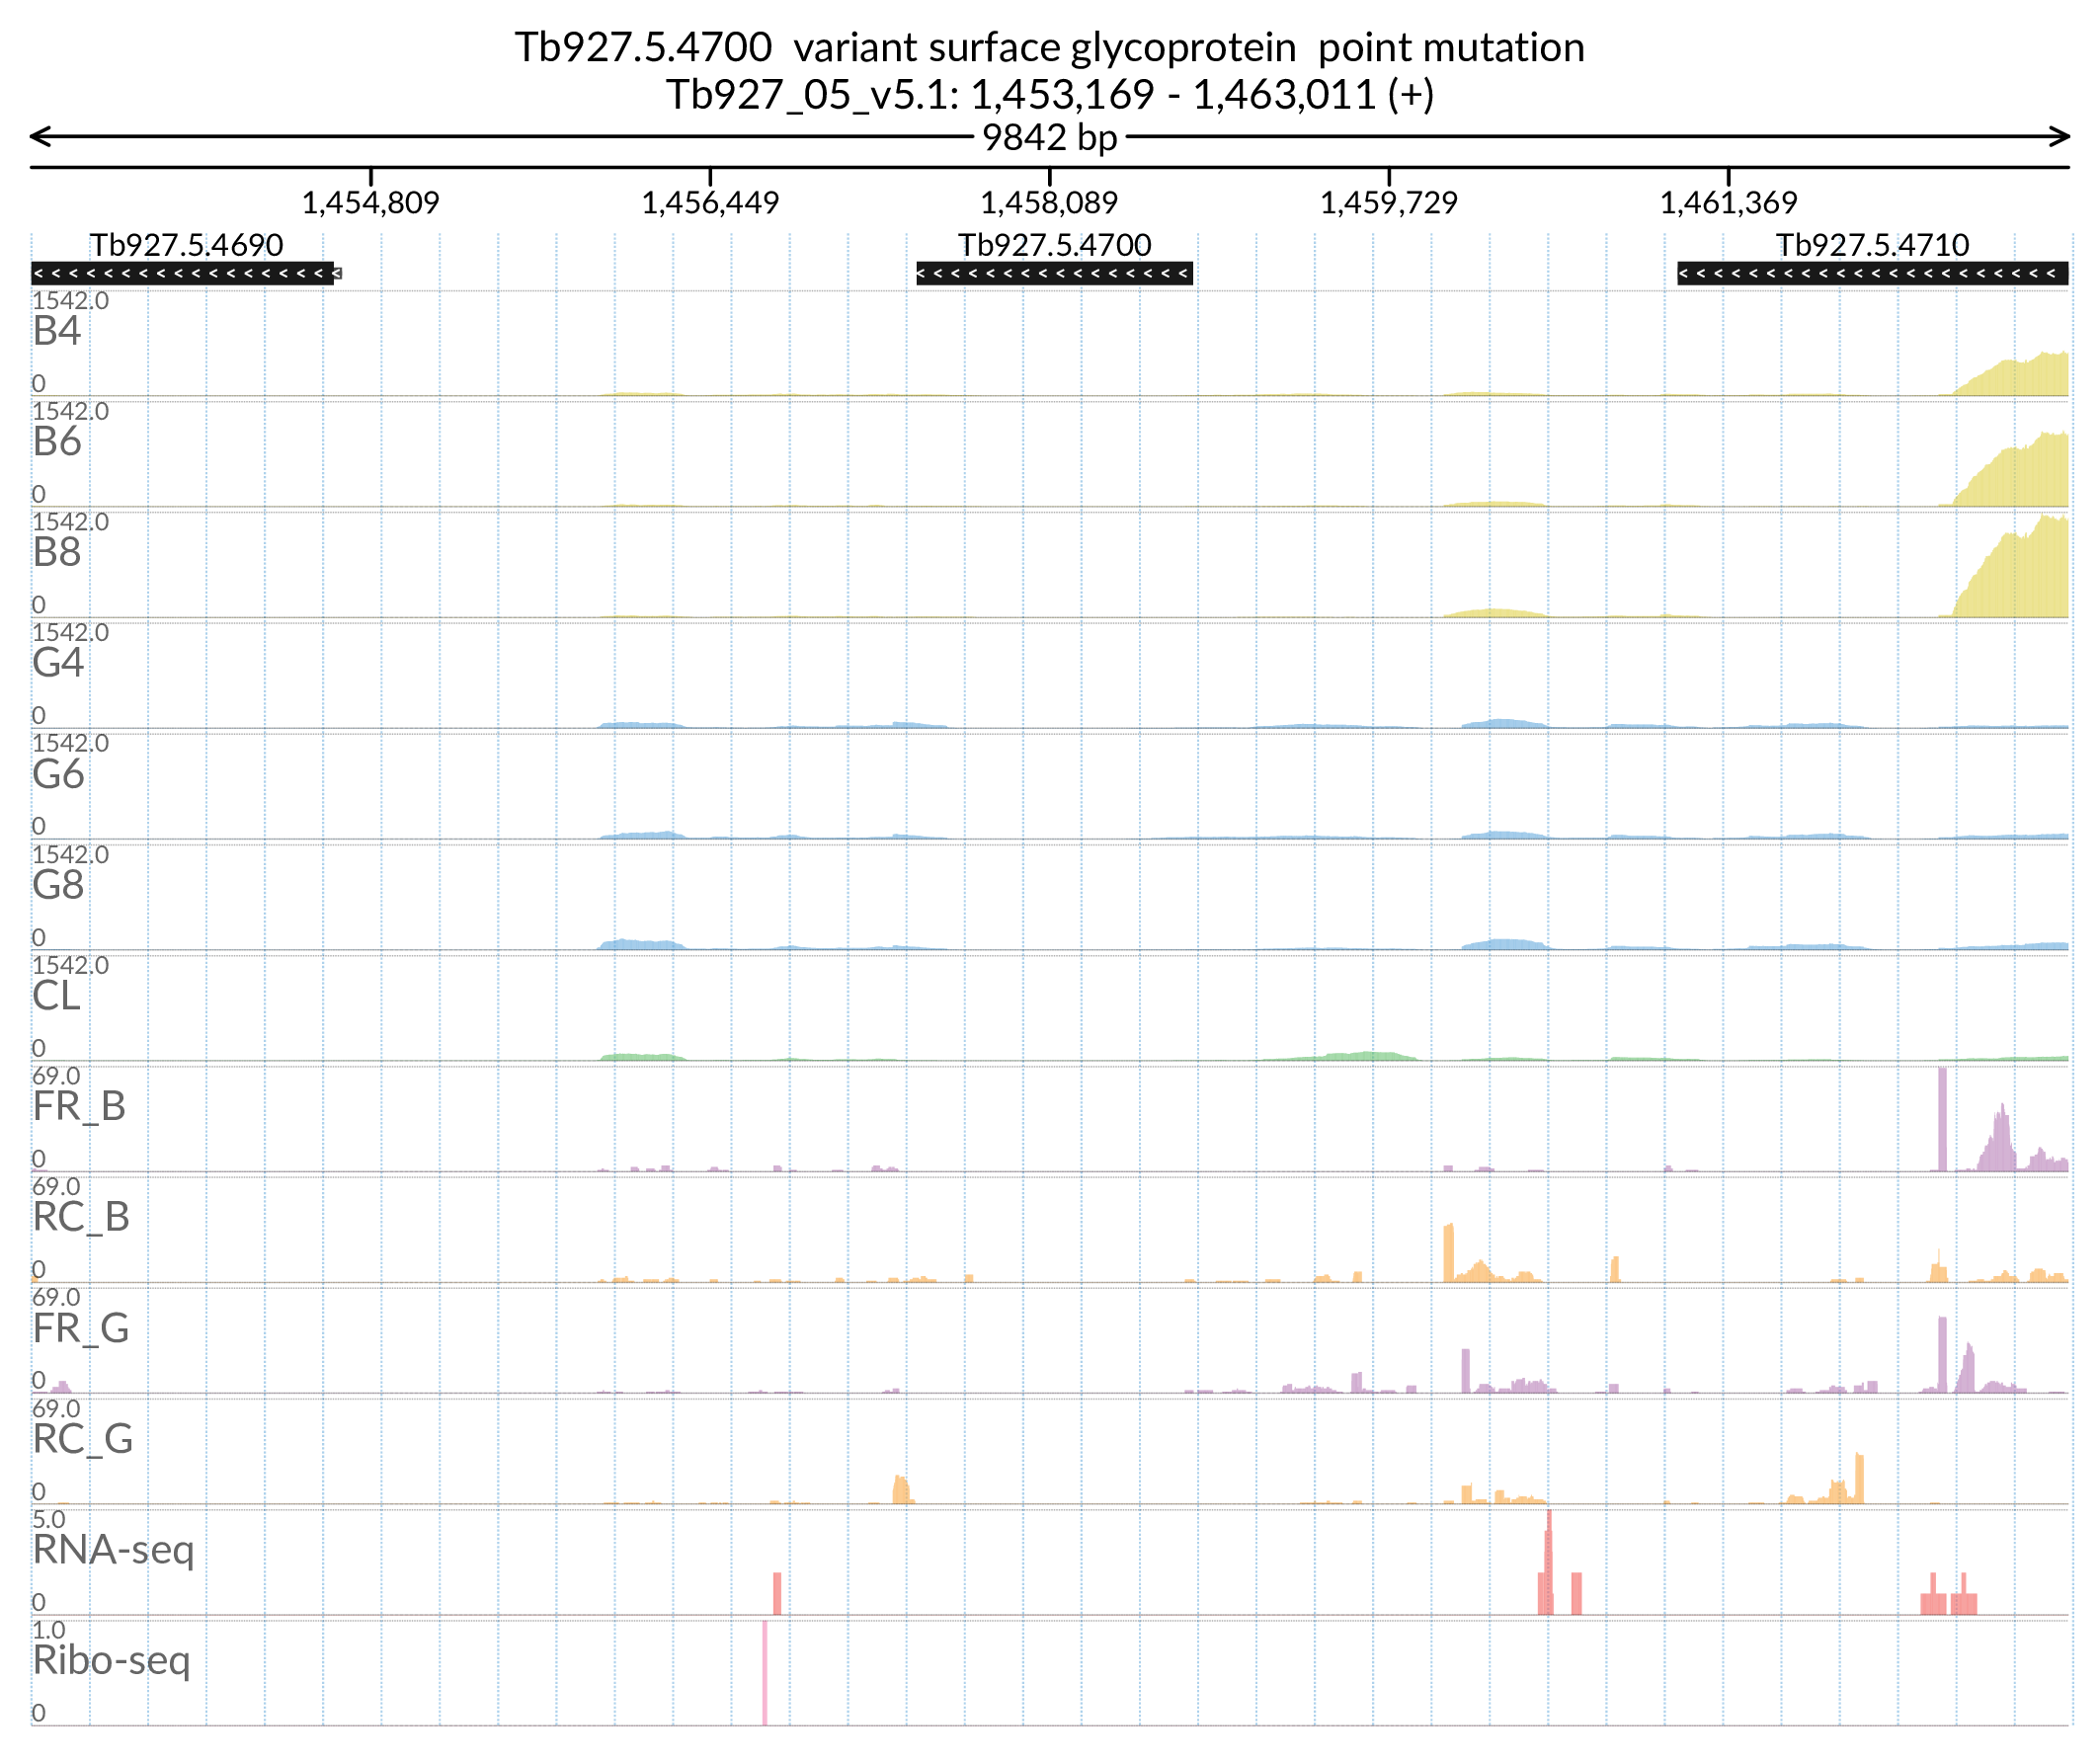 Tb927.5.4700 variant surface glycoprotein point mutation
Tb927_05_v5.1: 1,453,169 - 1,463,011 (+)
9842 bp
1,454,809 1,456,449 1,458,089 1,459,729 1,461,369
Tb927.5.4690 Tb927.5.4700 Tb927.5.4710
1542.0
B4
0
1542.0
B6
0
1542.0
B8
0
1542.0
G4
0
1542.0
G6
0
1542.0
G8
0
1542.0
CL
0
69.0
FR_B
0
69.0
RC_B
0
69.0
FR_G
0
69.0
RC_G
0
5.0
RNA-seq
0
1.0
Ribo-seq
0